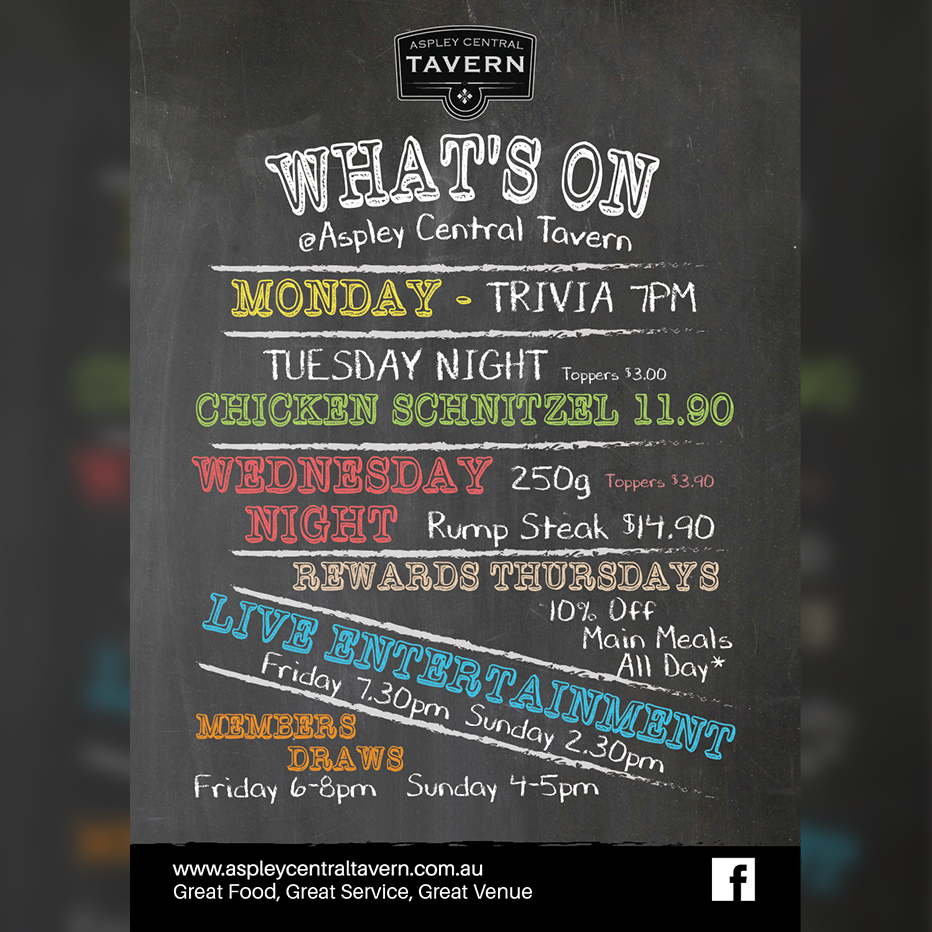 ASPLEY CENTRAL
TAVERN
WHAT'S ON
@Aspley Central Tavern
MONDAY - TRIVIA 7PM
TUESDAY NIGHT Toppers $3.00
CHICKEN SCHNITZEL 11.90
WEDNESDAY 250g Toppers $3.90
NIGHT Rump Steak $14.90
REWARDS THURSDAYS
10% Off
Main Meals
All Day*
LIVE ENTERTAINMENT
Friday 7.30pm Sunday 2.30pm
MEMBERS
DRAWS
Friday 6-8pm Sunday 4-5pm
www.aspleycentraltavern.com.au
Great Food, Great Service, Great Venue
f